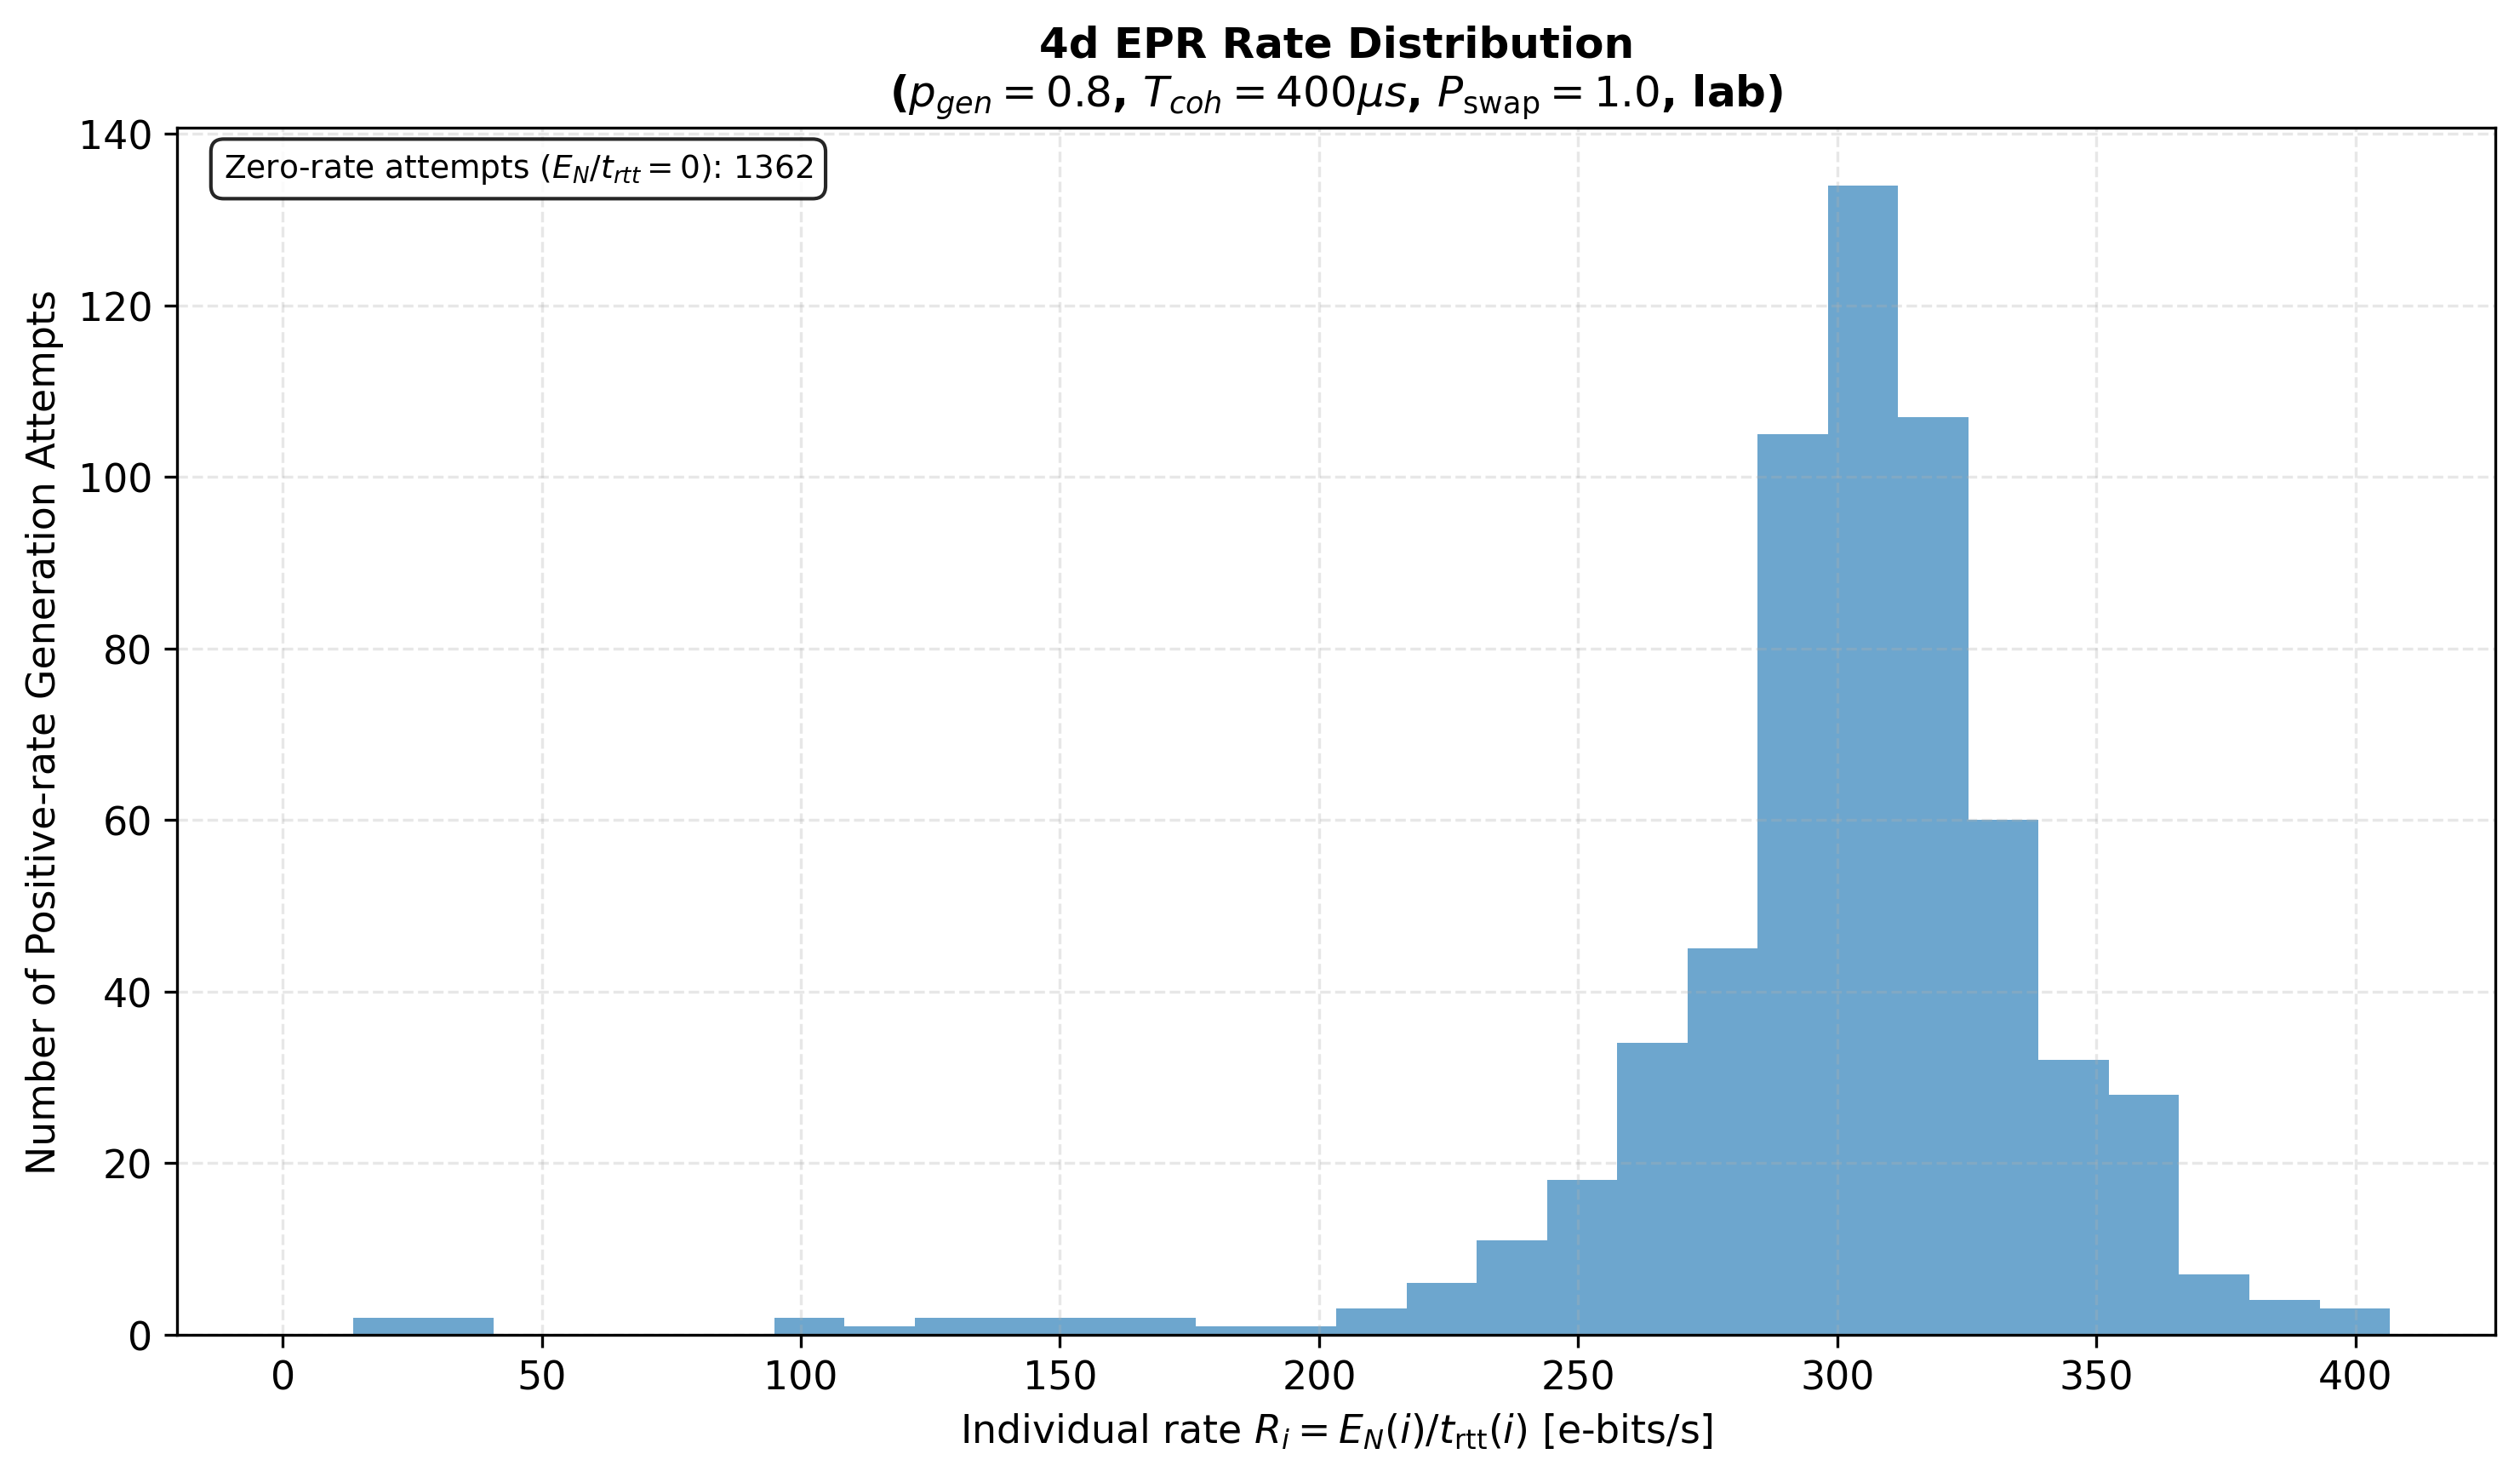 4d EPR Rate Distribution
(p_gen = 0.8, T_coh = 400μs, P_swap = 1.0, lab)
Zero-rate attempts (E_N/t_rtt = 0): 1362
Number of Positive-rate Generation Attempts
140
120
100
80
60
40
20
0
0 50 100 150 200 250 300 350 400
Individual rate R_i = E_N(i)/t_rtt(i) [e-bits/s]